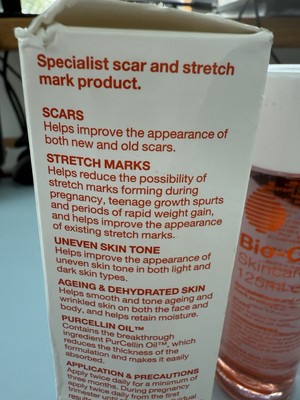 Specialist scar and stretch
mark product.
SCARS
Helps improve the appearance of
both new and old scars.
STRETCH MARKS
Helps reduce the possibility of
stretch marks forming during
pregnancy, teenage growth spurts
and periods of rapid weight gain,
and helps improve the appearance
of existing stretch marks.
UNEVEN SKIN TONE
Helps improve the appearance of
uneven skin tone in both light and
dark skin types.
AGEING & DEHYDRATED SKIN
Helps smooth and tone ageing and
wrinkled skin on both the face and
body, and helps retain moisture.
PURCELLIN OIL™
Contains the breakthrough
ingredient PurCellin Oil™, which
reduces the thickness of the
formulation and makes it easily
absorbed.
APPLICATION & PRECAUTIONS
Apply twice daily for a minimum of
three months. During pregnancy
apply twice daily from the first
trimester
Bio-O
Skincare
125ml